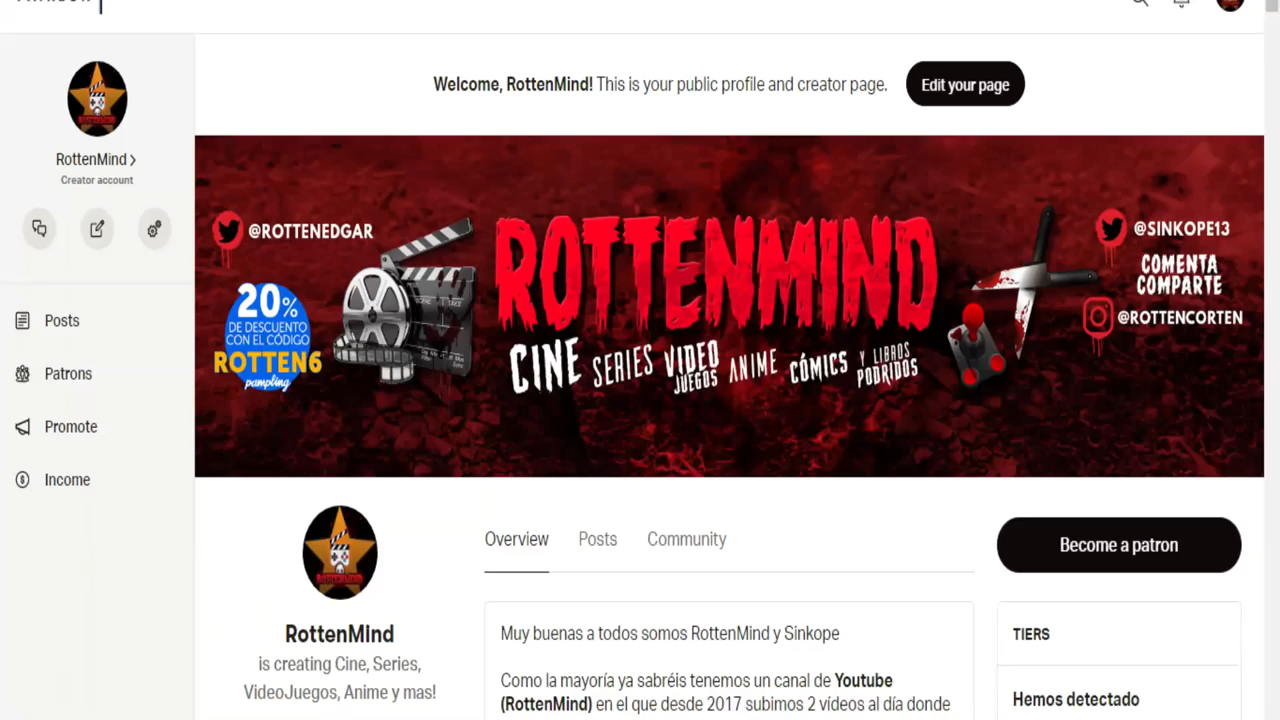 Welcome, RottenMind! This is your public profile and creator page.
Edit your page
RottenMind
Creator account
Posts
Patrons
Promote
Income
@ROTTENEDGAR
20%
DE DESCUENTO
CON EL CÓDIGO
ROTTEN6
pampling
ROTTENMIND
CINE SERIES VIDEO JUEGOS ANIME CÓMICS Y LIBROS PODRIDOS
@SINKOPE13
COMENTA
COMPARTE
@ROTTENCORTEN
RottenMind
is creating Cine, Series,
VideoJuegos, Anime y mas!
Overview Posts Community
Muy buenas a todos somos RottenMind y Sinkope
Como la mayoría ya sabréis tenemos un canal de Youtube
(RottenMind) en el que desde 2017 subimos 2 vídeos al día donde
Become a patron
TIERS
Hemos detectado